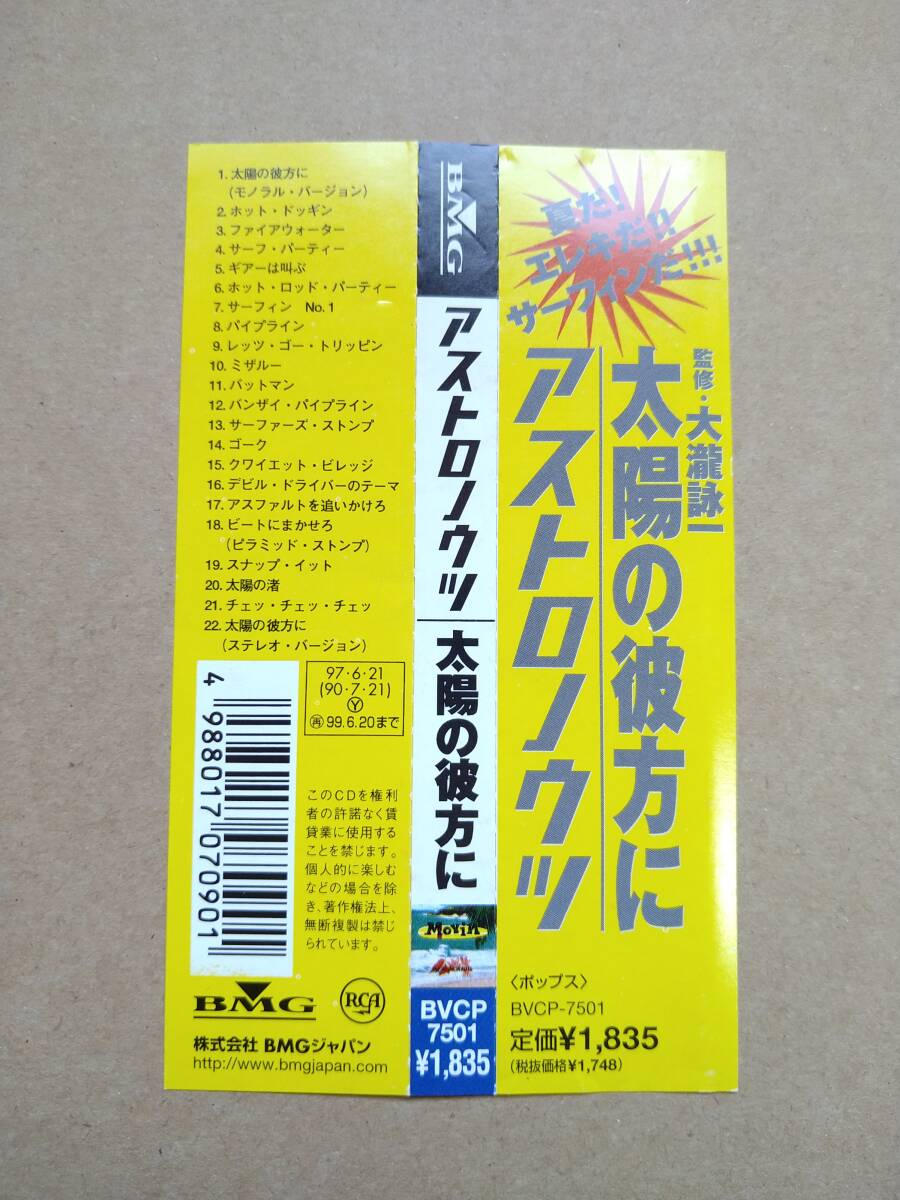 1. 太陽の彼方に
(モノラル・バージョン)
2. ホット・ドッギン
3. ファイアウォーター
4. サーフ・パーティー
5. ギアーは叫ぶ
6. ホット・ロッド・パーティー
7. サーフィン No.1
8. パイプライン
9. レッツ・ゴー・トリッピン
10. ミザルー
11. バットマン
12. バンザイ・パイプライン
13. サーファーズ・ストンプ
14. ゴーク
15. クワイエット・ビレッジ
16. デビル・ドライバーのテーマ
17. アスファルトを追いかけろ
18. ビートにまかせろ
(ピラミッド・ストンプ)
19. スナップ・イット
20. 太陽の渚
21. チェッ・チェッ・チェッ
22. 太陽の彼方に
(ステレオ・バージョン)
4 988017 070901
97・6・21
(90・7・21)
Ⓨ
㊢99.6.20まで
このCDを権利
者の許諾なく賃
貸業に使用する
ことを禁じます。
個人的に楽しむ
などの場合を除
き、著作権法上、
無断複製は禁じ
られています。
BMG
RCA
株式会社 BMGジャパン
http://www.bmgjapan.com
BMG
アストロノウツ
太陽の彼方に
MOVIN
BVCP
7501
¥1,835
夏だ!
エレキだ!!
サーフィンだ!!!
監修・大瀧詠一
太陽の彼方に
アストロノウツ
〈ポップス〉
BVCP-7501
定価¥1,835
(税抜価格¥1,748)